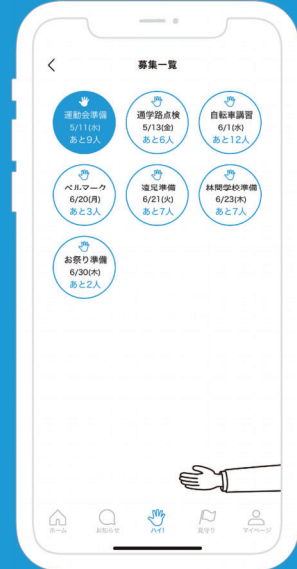 募集一覧
運動会準備
5/11(水)
あと9人
通学路点検
5/13(金)
あと6人
自転車講習
6/1(水)
あと12人
ベルマーク
6/20(月)
あと3人
遠足準備
6/21(火)
あと7人
林間学校準備
6/23(木)
あと7人
お祭り準備
6/30(木)
あと2人
ホーム
お知らせ
ハイ!
見守り
マイページ